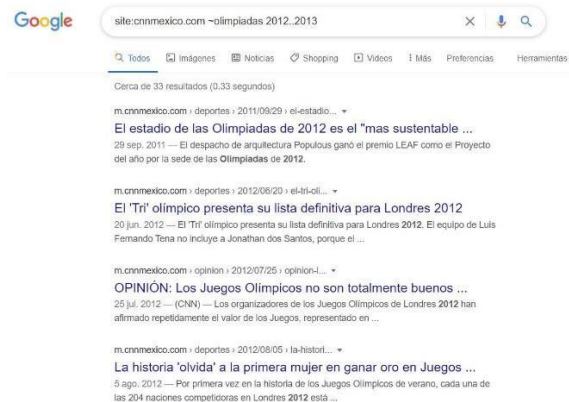 Google
site:cnnmexico.com ~olimpiadas 2012..2013
Todos Imágenes Noticias Shopping Videos Más Preferencias Herramientas
Cerca de 33 resultados (0.33 segundos)
m.cnnmexico.com › deportes › 2011/09/29 › el-estadio...
El estadio de las Olimpiadas de 2012 es el "mas sustentable ...
29 sep. 2011 — El despacho de arquitectura Populous ganó el premio LEAF como el Proyecto
del año por la sede de las Olimpiadas de 2012.
m.cnnmexico.com › deportes › 2012/06/20 › el-tri-oli...
El 'Tri' olímpico presenta su lista definitiva para Londres 2012
20 jun. 2012 — El 'Tri' olímpico presenta su lista definitiva para Londres 2012. El equipo de Luis
Fernando Tena no incluye a Jonathan dos Santos, porque el ...
m.cnnmexico.com › opinion › 2012/07/25 › opinion-l...
OPINIÓN: Los Juegos Olímpicos no son totalmente buenos ...
25 jul. 2012 — (CNN) — Los organizadores de los Juegos Olímpicos de Londres 2012 han
afirmado repetidamente el valor de los Juegos, representado en ...
m.cnnmexico.com › deportes › 2012/08/05 › la-histori...
La historia 'olvida' a la primera mujer en ganar oro en Juegos ...
5 ago. 2012 — Por primera vez en la historia de los Juegos Olímpicos de verano, cada una de
las 204 naciones competidoras en Londres 2012 está ...